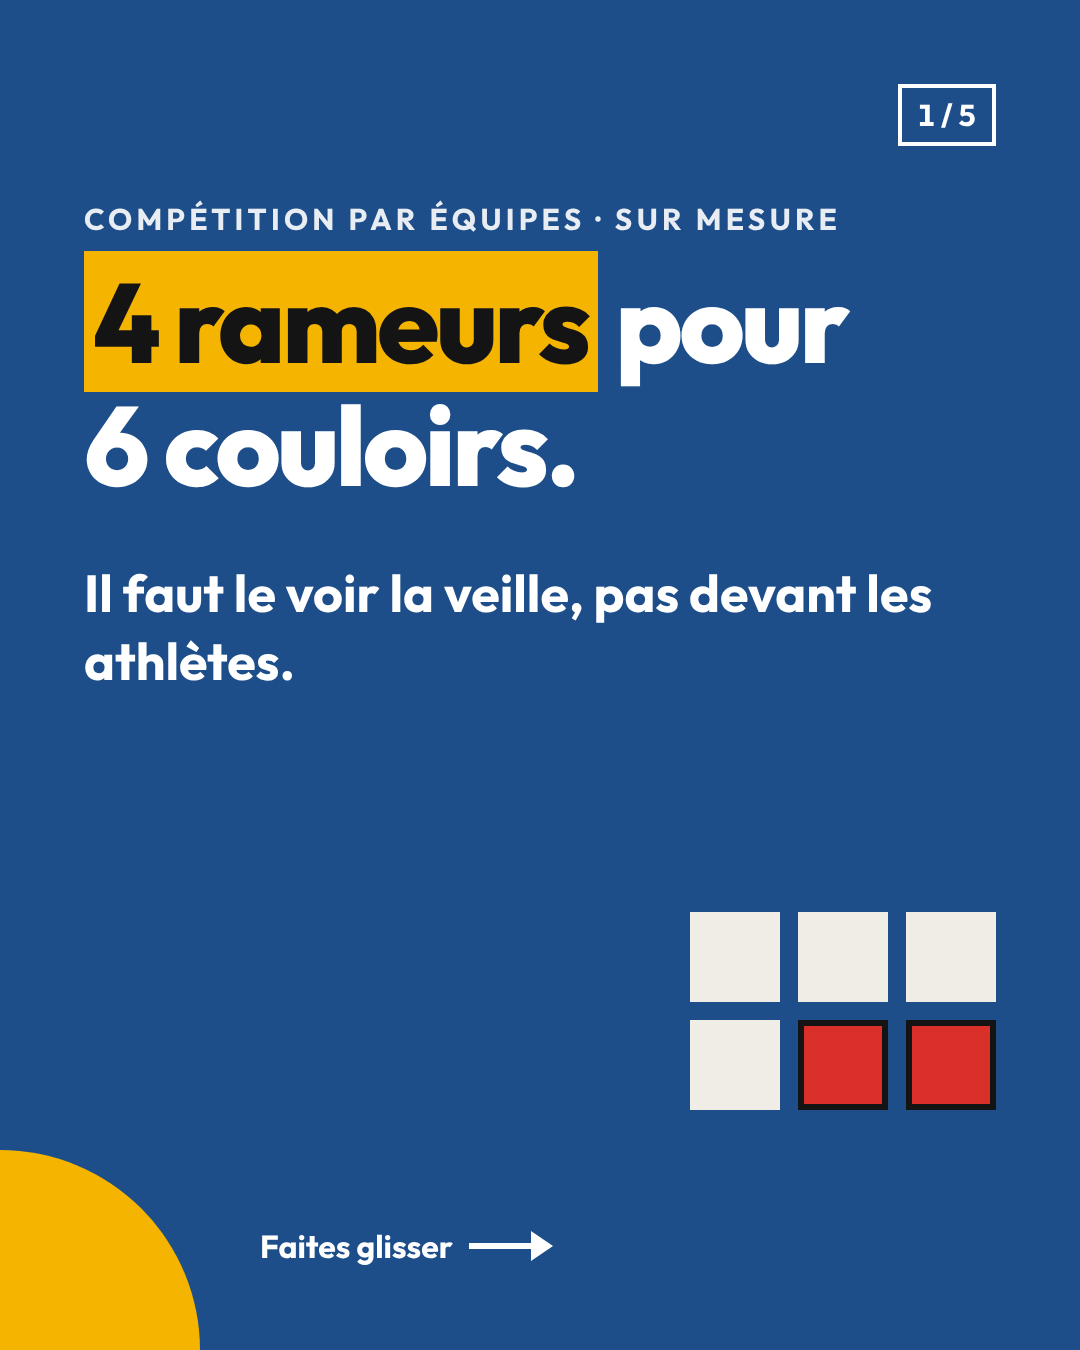 1 / 5
COMPÉTITION PAR ÉQUIPES · SUR MESURE
4 rameurs pour
6 couloirs.
Il faut le voir la veille, pas devant les
athlètes.
Faites glisser